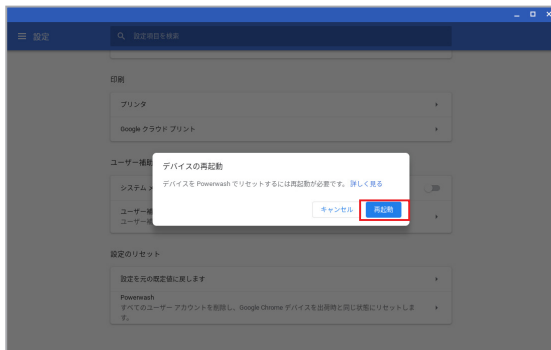 設定
設定項目を検索
印刷
プリンタ
Google クラウド プリント
ユーザー補助
デバイスの再起動
デバイスを Powerwash でリセットするには再起動が必要です。 詳しく見る
キャンセル
再起動
システム メ
ユーザー補
ユーザー補
設定のリセット
設定を元の既定値に戻します
Powerwash
すべてのユーザー アカウントを削除し、Google Chrome デバイスを出荷時と同じ状態にリセットしま
す。